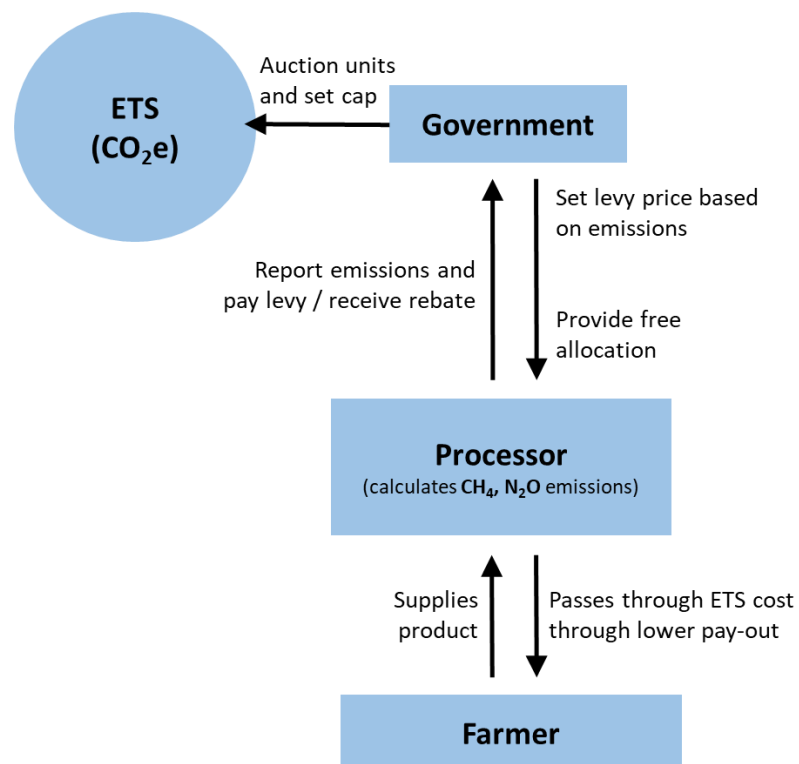 Auction units
and set cap
ETS
(CO₂e)
Government
Set levy price based
on emissions
Report emissions and
pay levy / receive rebate
Provide free
allocation
Processor
(calculates CH₄, N₂O emissions)
Supplies
product
Passes through ETS cost
through lower pay-out
Farmer